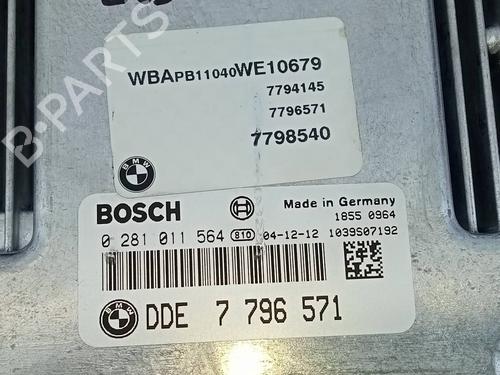 WBAPB11040WE10679
7794145
7796571
7798540
BMW
BOSCH
Made in Germany
1855 0964
0 281 011 564 810 04-12-12 1039S07192
BMW DDE 7 796 571
B-PARTS